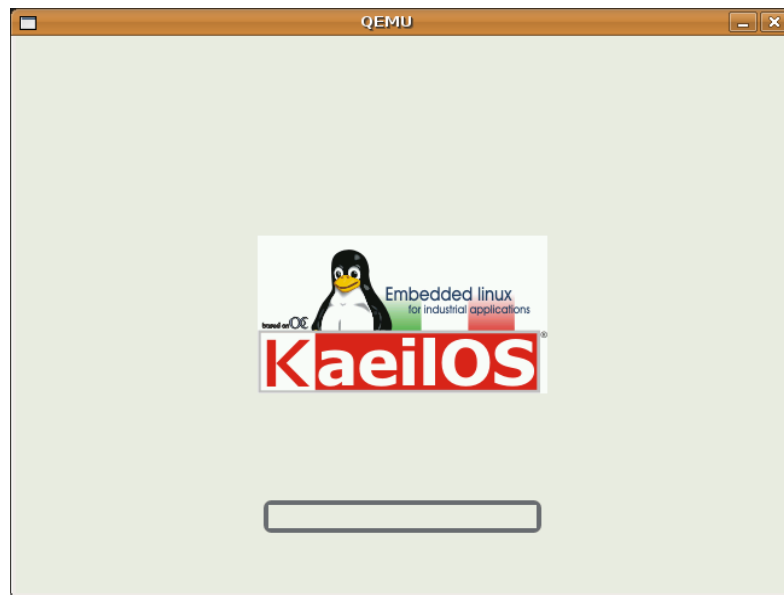 QEMU
Embedded linux
for industrial applications
based on OE
KaeilOS®